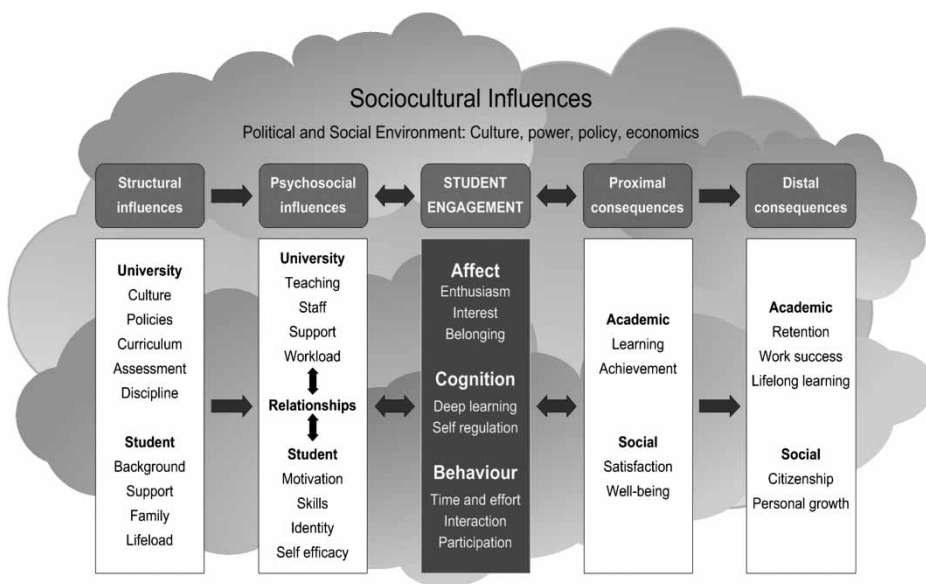 Sociocultural Influences
Political and Social Environment: Culture, power, policy, economics
Structural
influences
Psychosocial
influences
STUDENT
ENGAGEMENT
Proximal
consequences
Distal
consequences
University
Culture
Policies
Curriculum
Assessment
Discipline
Student
Background
Support
Family
Lifeload
University
Teaching
Staff
Support
Workload
Relationships
Student
Motivation
Skills
Identity
Self efficacy
Affect
Enthusiasm
Interest
Belonging
Cognition
Deep learning
Self regulation
Behaviour
Time and effort
Interaction
Participation
Academic
Learning
Achievement
Social
Satisfaction
Well-being
Academic
Retention
Work success
Lifelong learning
Social
Citizenship
Personal growth